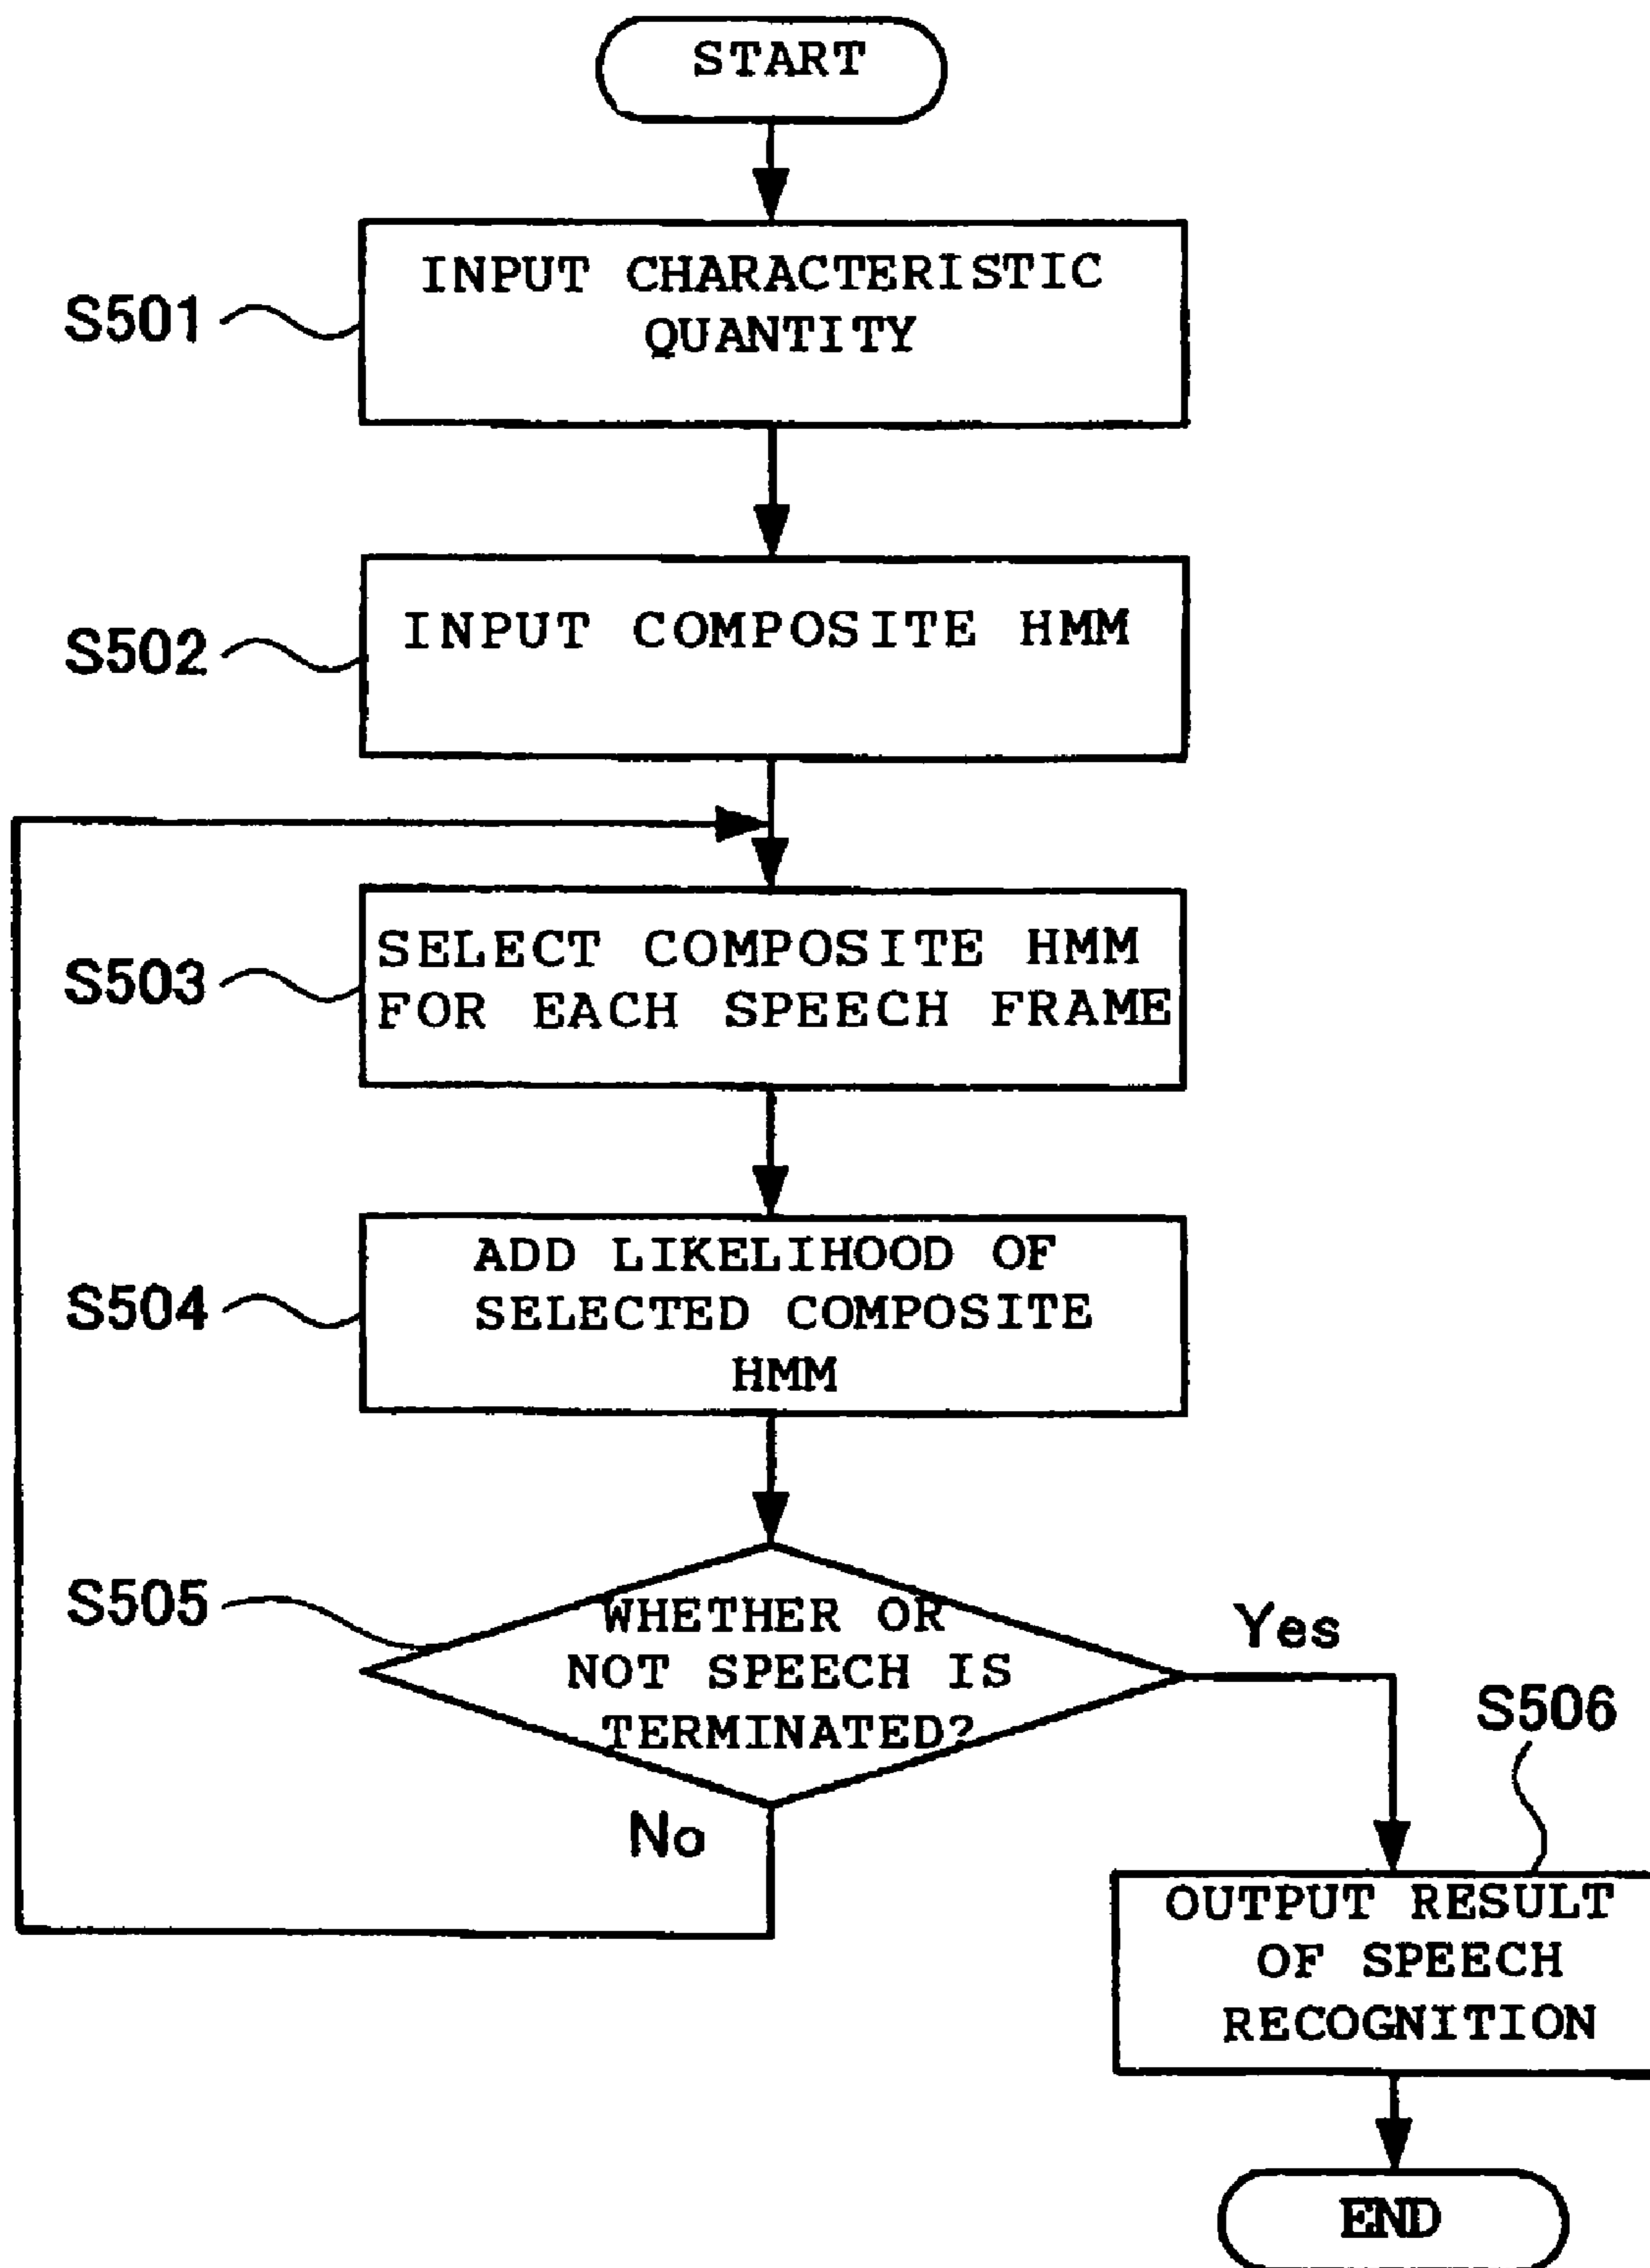 START
S501
INPUT CHARACTERISTIC
QUANTITY
S502
INPUT COMPOSITE HMM
S503
SELECT COMPOSITE HMM
FOR EACH SPEECH FRAME
S504
ADD LIKELIHOOD OF
SELECTED COMPOSITE
HMM
S505
WHETHER OR
NOT SPEECH IS
TERMINATED?
Yes
No
S506
OUTPUT RESULT
OF SPEECH
RECOGNITION
END